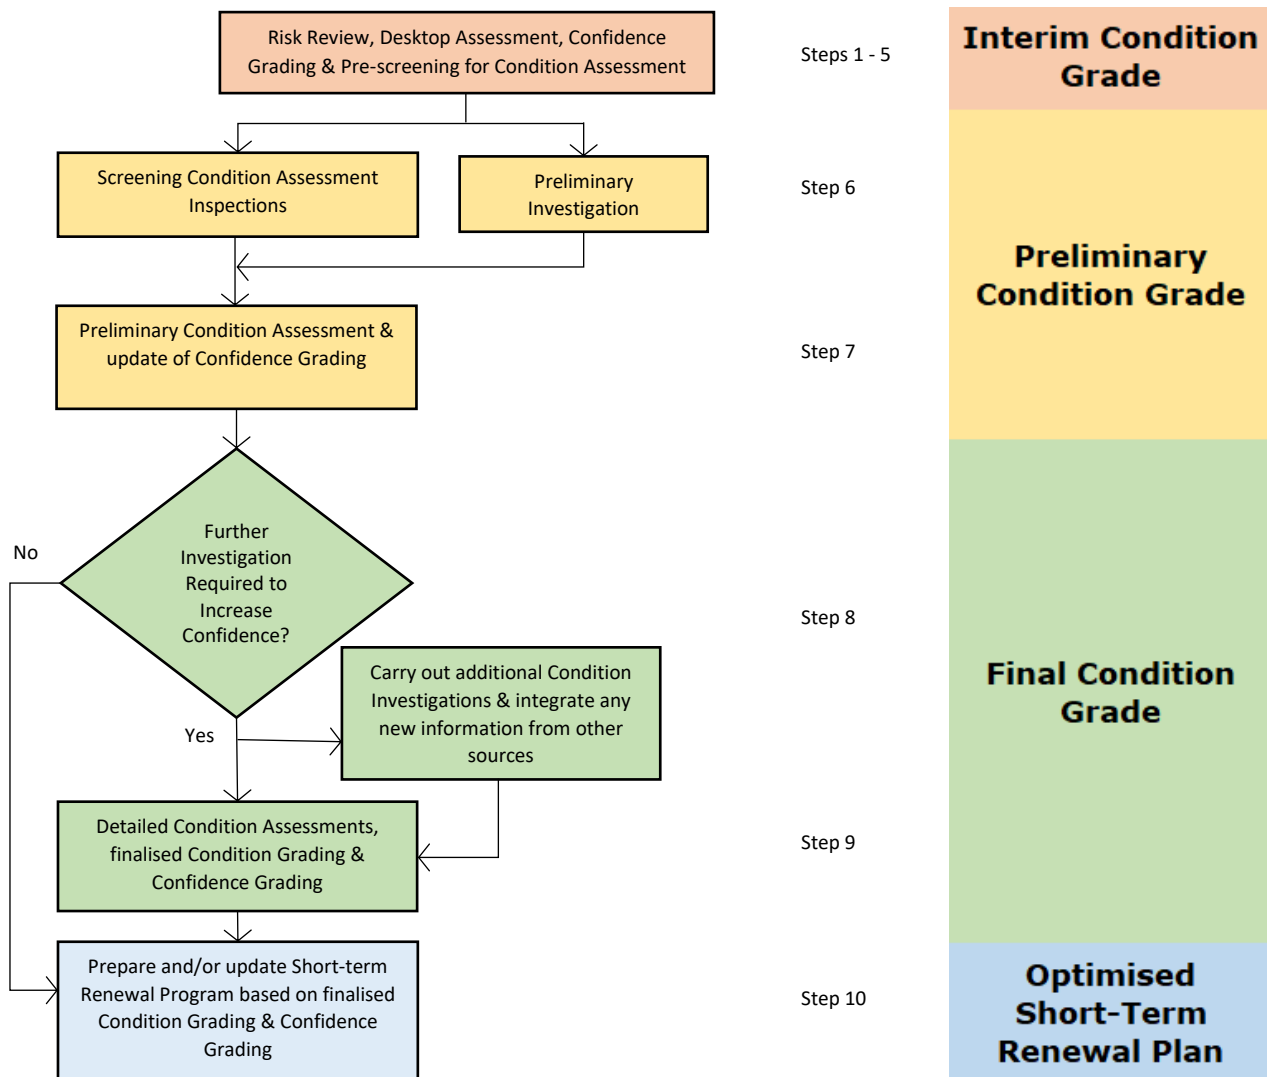 Risk Review, Desktop Assessment, Confidence
Grading & Pre-screening for Condition Assessment
Steps 1 - 5
Interim Condition
Grade
Screening Condition Assessment
Inspections
Preliminary
Investigation
Step 6
Preliminary
Condition Grade
Preliminary Condition Assessment &
update of Confidence Grading
Step 7
Further
Investigation
Required to
Increase
Confidence?
No
Yes
Step 8
Carry out additional Condition
Investigations & integrate any
new information from other
sources
Final Condition
Grade
Detailed Condition Assessments,
finalised Condition Grading &
Confidence Grading
Step 9
Prepare and/or update Short-term
Renewal Program based on finalised
Condition Grading & Confidence
Grading
Step 10
Optimised
Short-Term
Renewal Plan